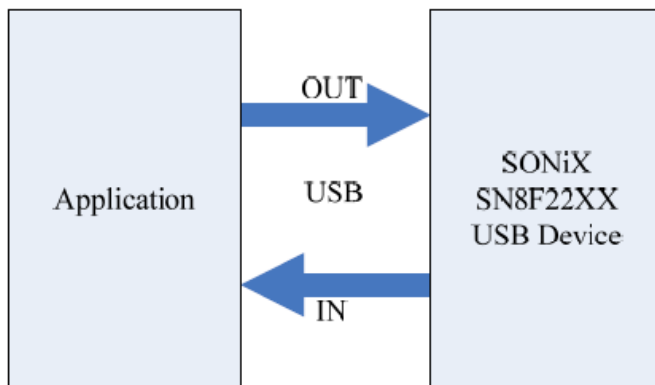 OUT
Application
USB
SONiX
SN8F22XX
USB Device
IN